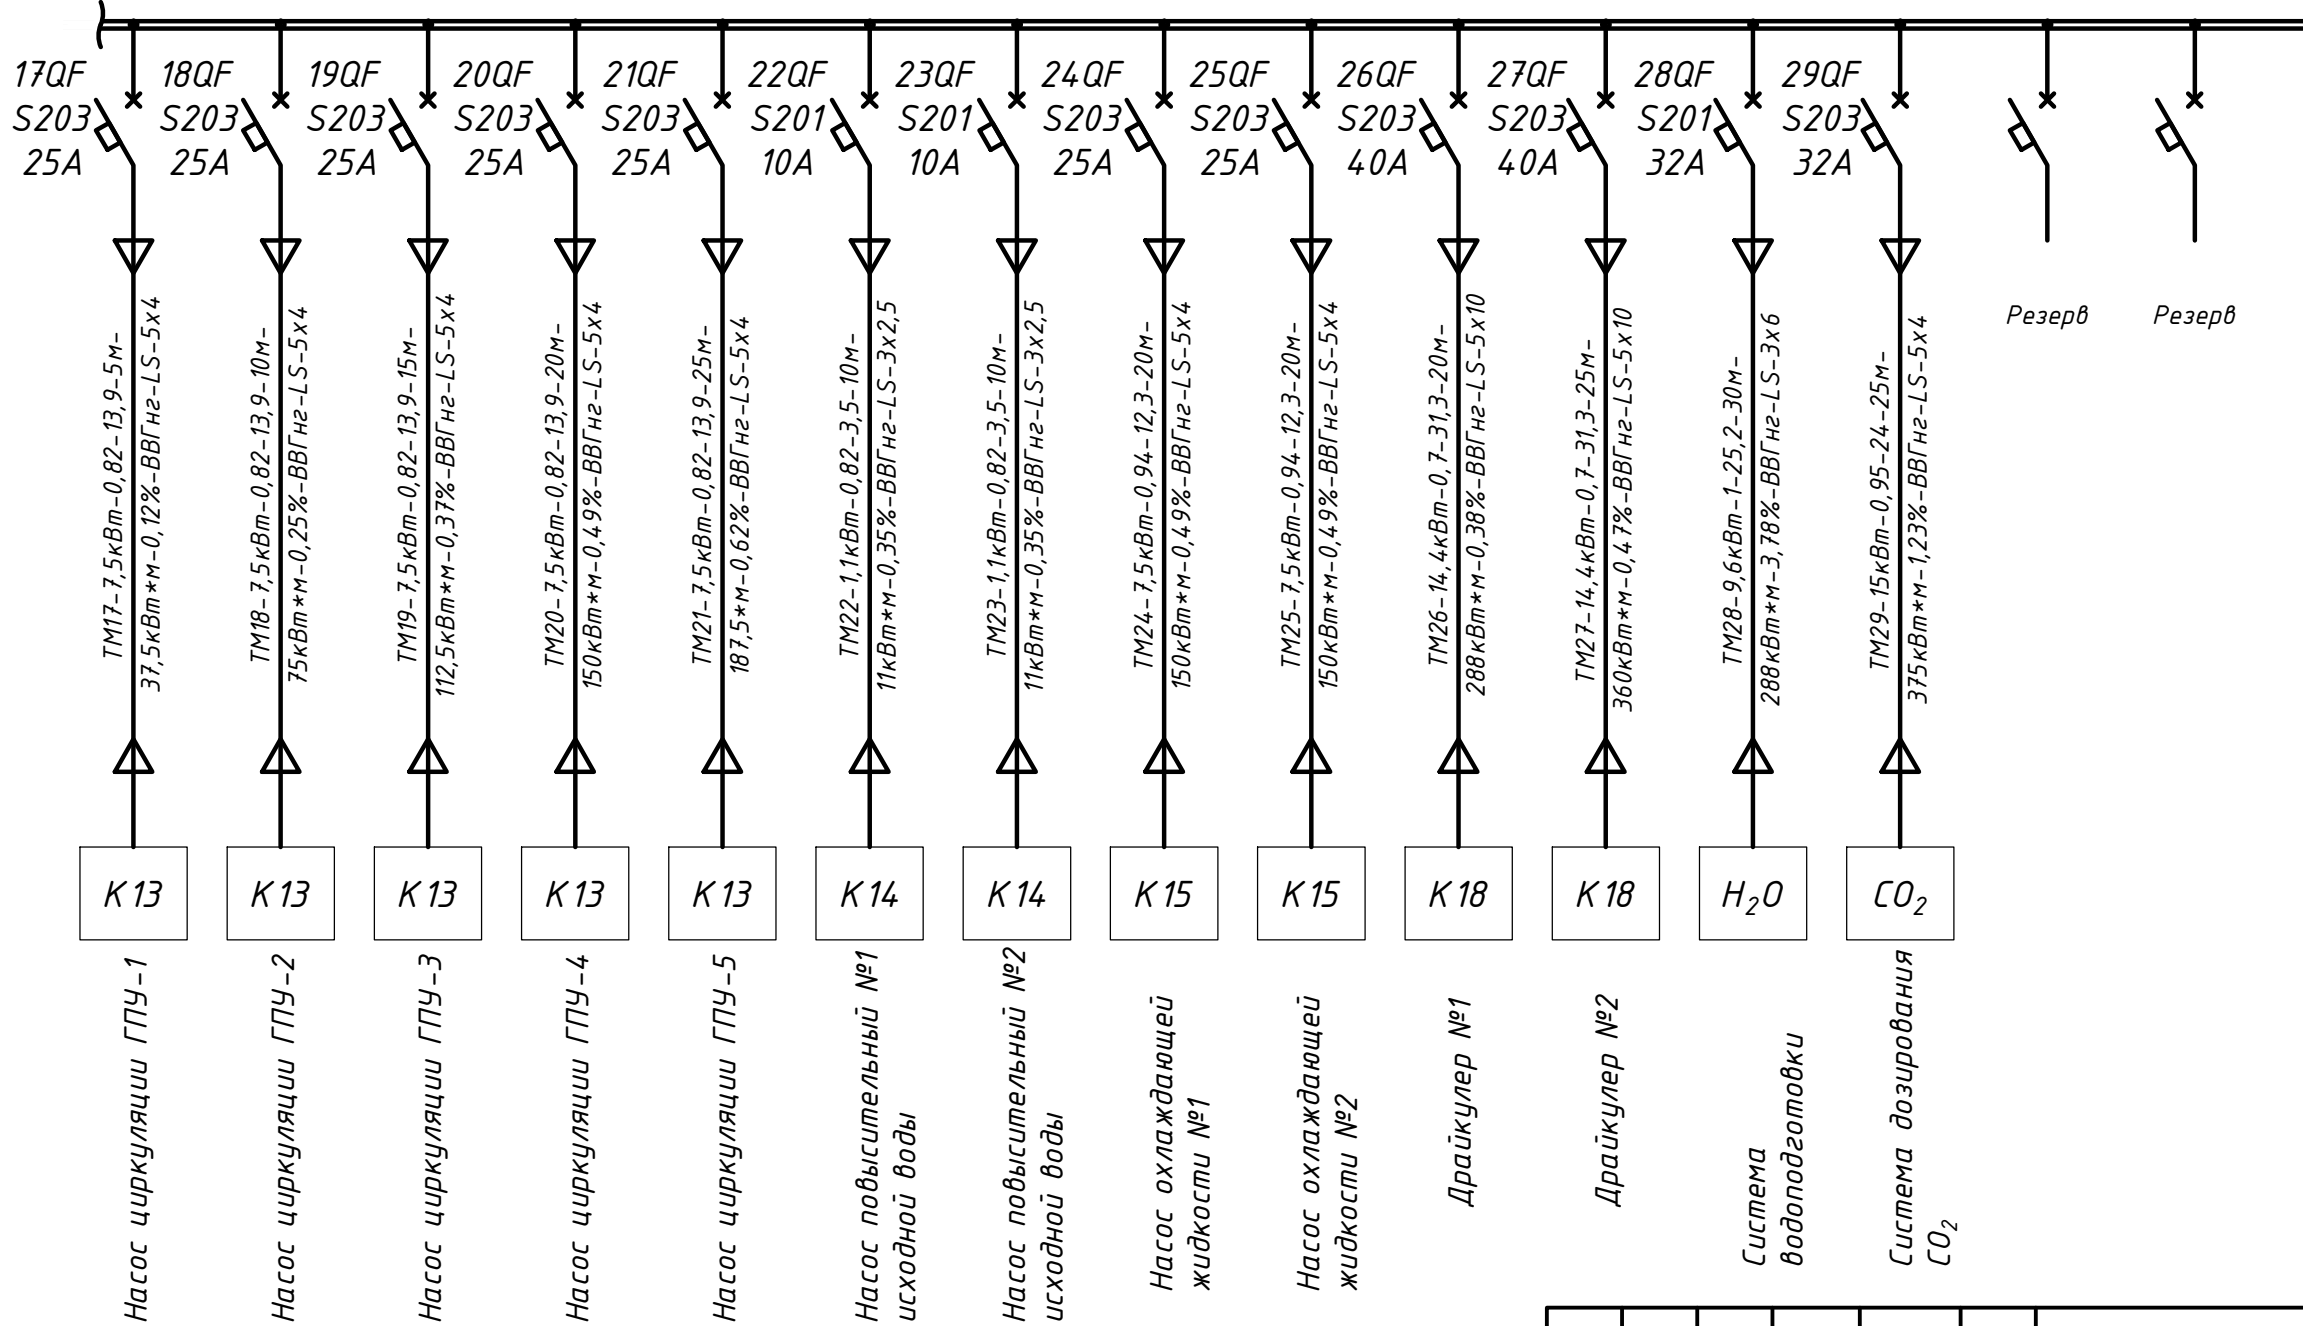 17QF
S203
25А
18QF
S203
25А
19QF
S203
25А
20QF
S203
25А
21QF
S203
25А
22QF
S201
10А
23QF
S201
10А
24QF
S203
25А
25QF
S203
25А
26QF
S203
40А
27QF
S203
40А
28QF
S201
32А
29QF
S203
32А
ТМ17-7,5кВт-0,82-13,9-5м-
37,5кВт*м-0,12%-ВВГнг-LS-5х4
ТМ18-7,5кВт-0,82-13,9-10м-
75кВт*м-0,25%-ВВГнг-LS-5х4
ТМ19-7,5кВт-0,82-13,9-15м-
112,5кВт*м-0,37%-ВВГнг-LS-5х4
ТМ20-7,5кВт-0,82-13,9-20м-
150кВт*м-0,49%-ВВГнг-LS-5х4
ТМ21-7,5кВт-0,82-13,9-25м-
187,5*м-0,62%-ВВГнг-LS-5х4
ТМ22-1,1кВт-0,82-3,5-10м-
11кВт*м-0,35%-ВВГнг-LS-3х2,5
ТМ23-1,1кВт-0,82-3,5-10м-
11кВт*м-0,35%-ВВГнг-LS-3х2,5
ТМ24-7,5кВт-0,94-12,3-20м-
150кВт*м-0,49%-ВВГнг-LS-5х4
ТМ25-7,5кВт-0,94-12,3-20м-
150кВт*м-0,49%-ВВГнг-LS-5х4
ТМ26-14,4кВт-0,7-31,3-20м-
288кВт*м-0,38%-ВВГнг-LS-5х10
ТМ27-14,4кВт-0,7-31,3-25м-
360кВт*м-0,47%-ВВГнг-LS-5х10
ТМ28-9,6кВт-1-25,2-30м-
288кВт*м-3,78%-ВВГнг-LS-3х6
ТМ29-15кВт-0,95-24-25м-
375кВт*м-1,23%-ВВГнг-LS-5х4
Резерв
Резерв
К13
К13
К13
К13
К13
К14
К14
К15
К15
К18
К18
H₂O
CO₂
Насос циркуляции ГПУ-1
Насос циркуляции ГПУ-2
Насос циркуляции ГПУ-3
Насос циркуляции ГПУ-4
Насос циркуляции ГПУ-5
Насос повысительный №1
исходной воды
Насос повысительный №2
исходной воды
Насос охлаждающей
жидкости №1
Насос охлаждающей
жидкости №2
Драйкулер №1
Драйкулер №2
Система
водоподготовки
Система дозирования
CO₂